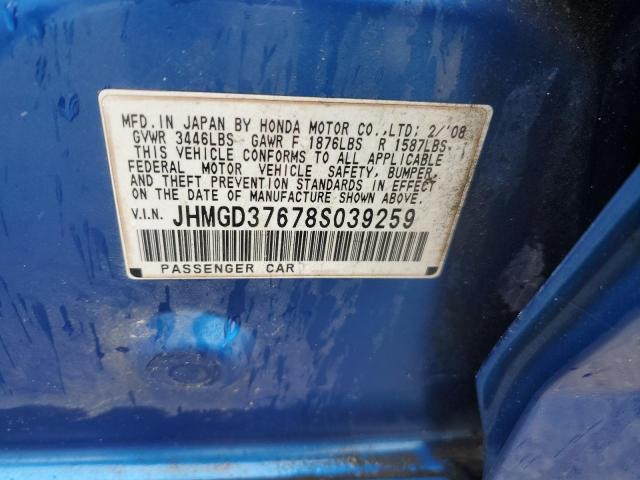 MFD. IN JAPAN BY HONDA MOTOR CO.,LTD; 2/'08
GVWR 3446LBS GAWR F 1876LBS R 1587LBS
THIS VEHICLE CONFORMS TO ALL APPLICABLE
FEDERAL MOTOR VEHICLE SAFETY, BUMPER,
AND THEFT PREVENTION STANDARDS IN EFFECT
ON THE DATE OF MANUFACTURE SHOWN ABOVE.
V.I.N. JHMGD37678S039259
PASSENGER CAR